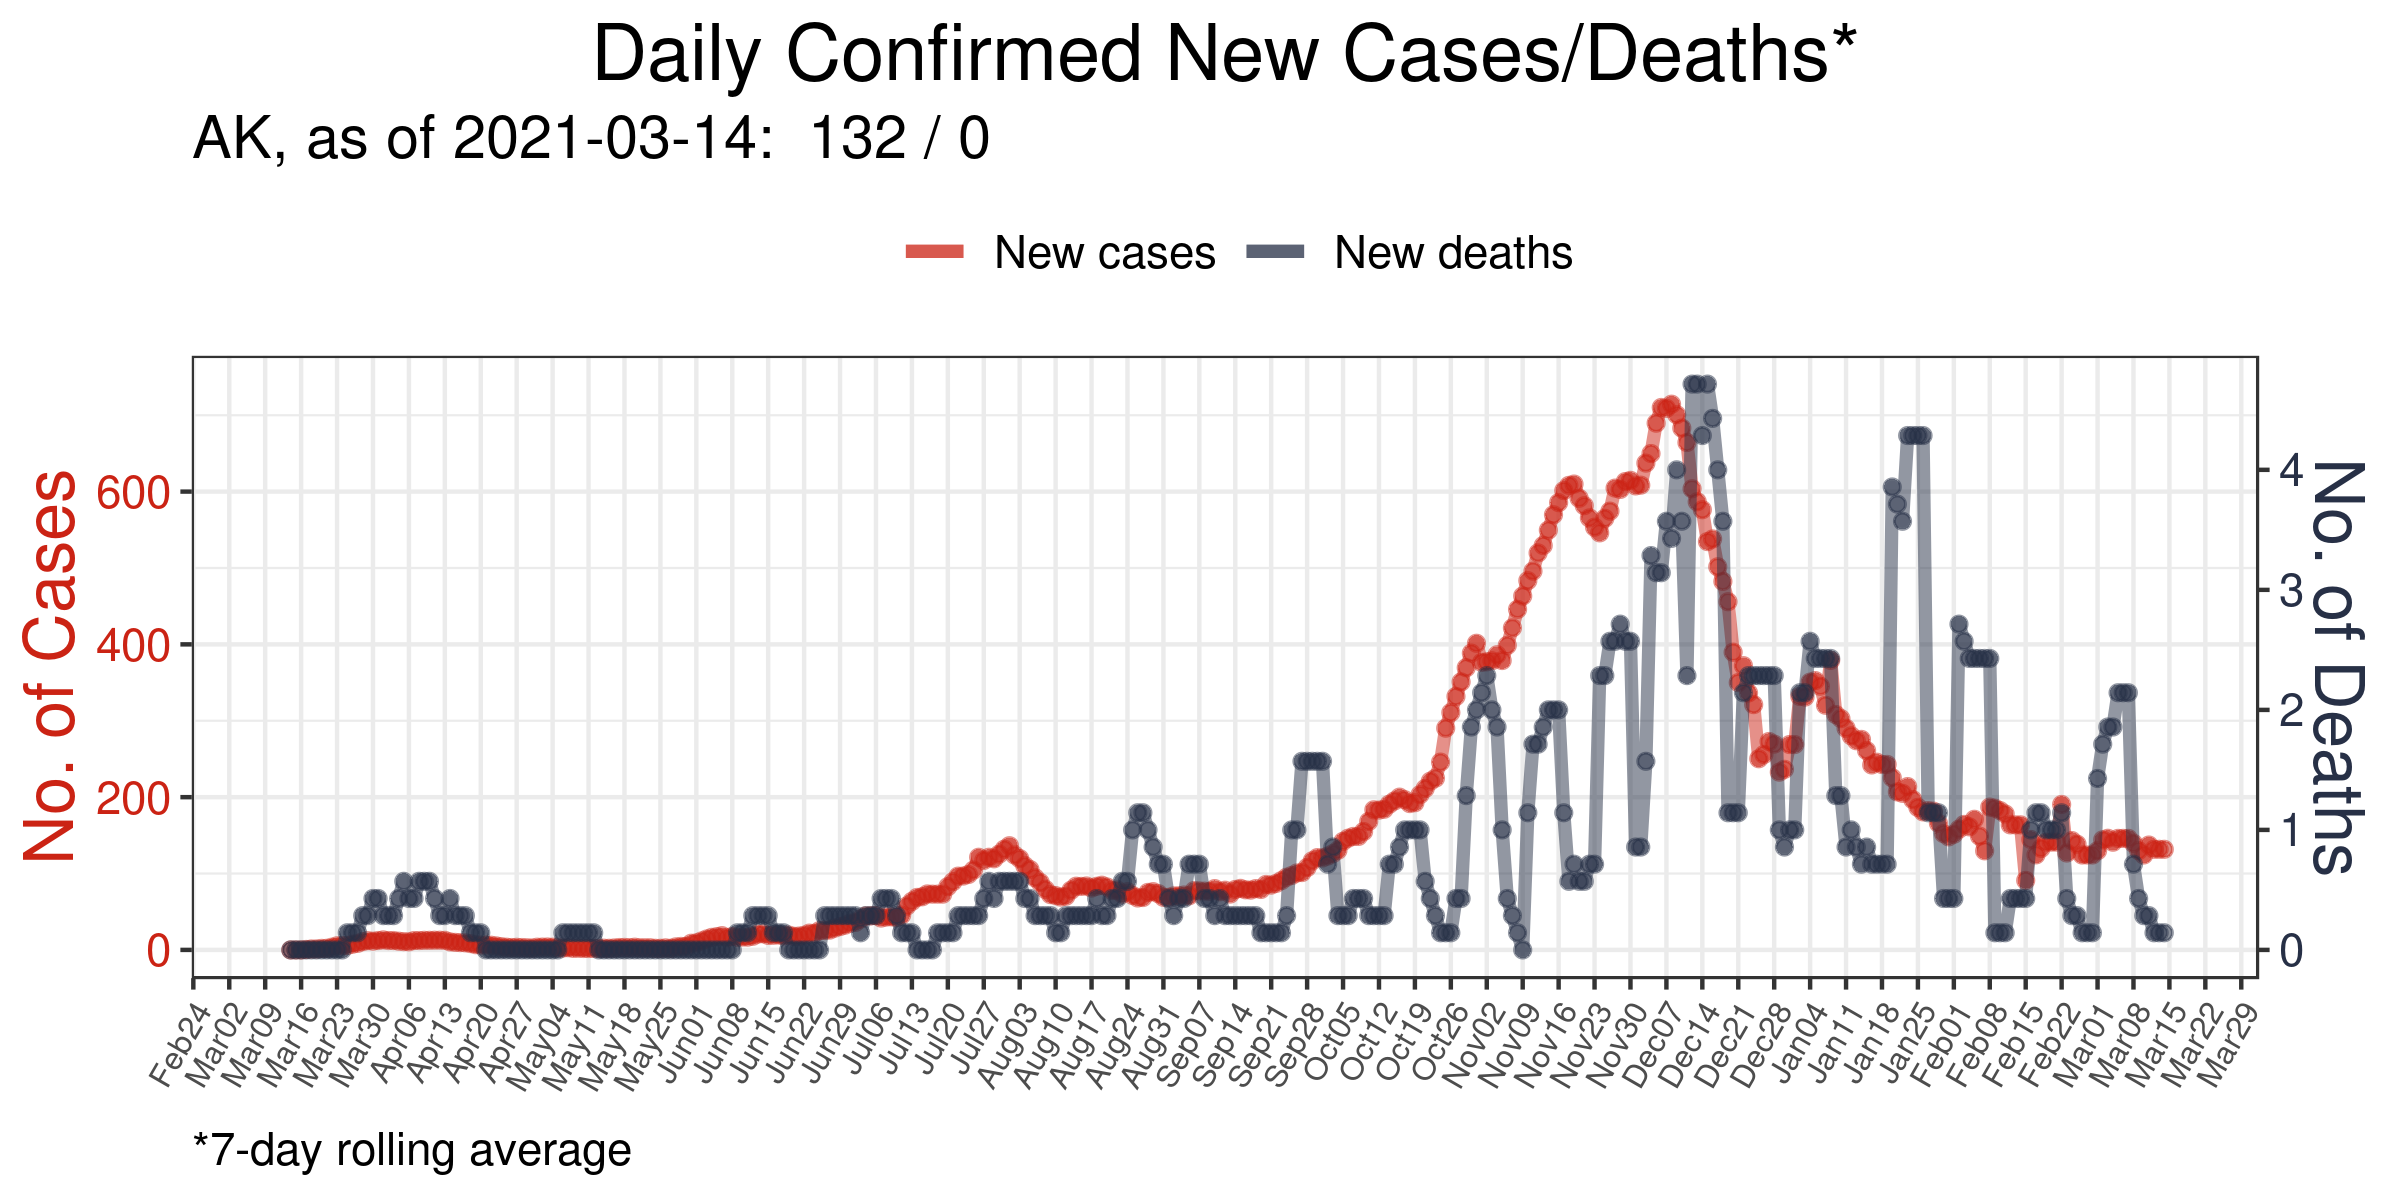 Daily Confirmed New Cases/Deaths*
AK, as of 2021-03-14:  132 / 0
New cases
New deaths
No. of Cases
600
400
200
0
4
3
2
1
0
No. of Deaths
Feb24
Mar02
Mar09
Mar16
Mar23
Mar30
Apr06
Apr13
Apr20
Apr27
May04
May11
May18
May25
Jun01
Jun08
Jun15
Jun22
Jun29
Jul06
Jul13
Jul20
Jul27
Aug03
Aug10
Aug17
Aug24
Aug31
Sep07
Sep14
Sep21
Sep28
Oct05
Oct12
Oct19
Oct26
Nov02
Nov09
Nov16
Nov23
Nov30
Dec07
Dec14
Dec21
Dec28
Jan04
Jan11
Jan18
Jan25
Feb01
Feb08
Feb15
Feb22
Mar01
Mar08
Mar15
Mar22
Mar29
*7-day rolling average